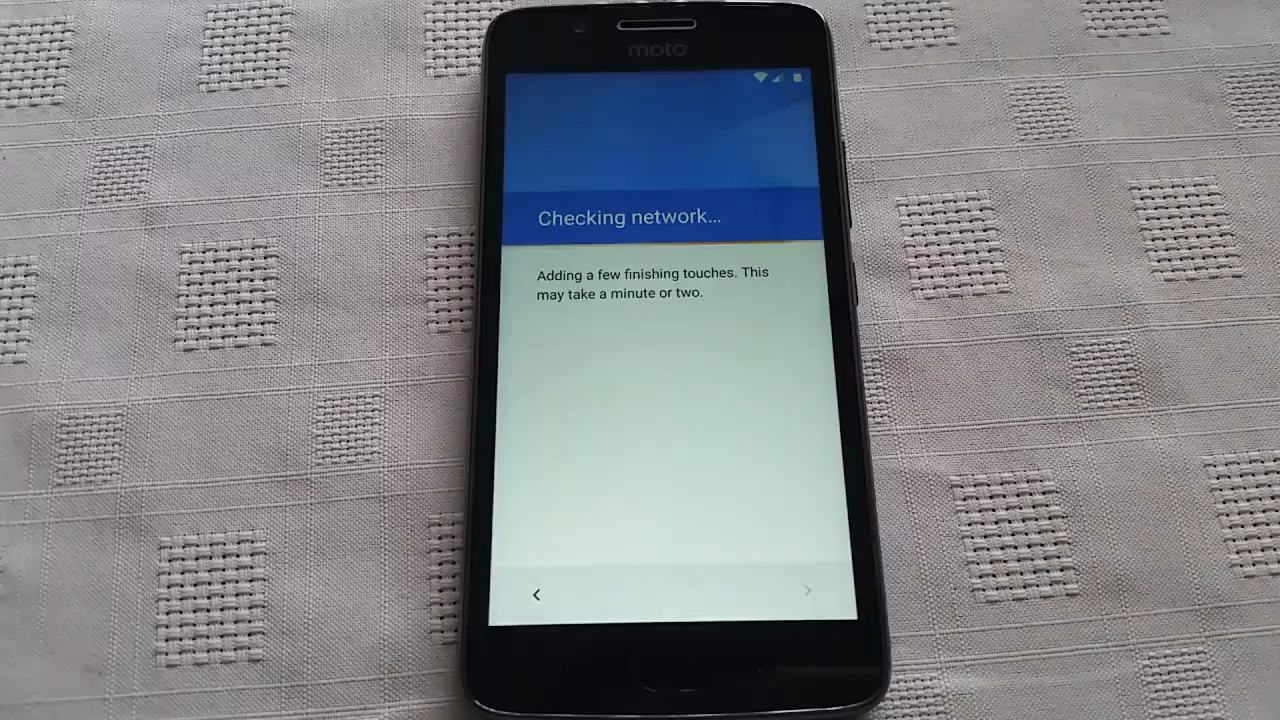 moto
Checking network...
Adding a few finishing touches. This
may take a minute or two.